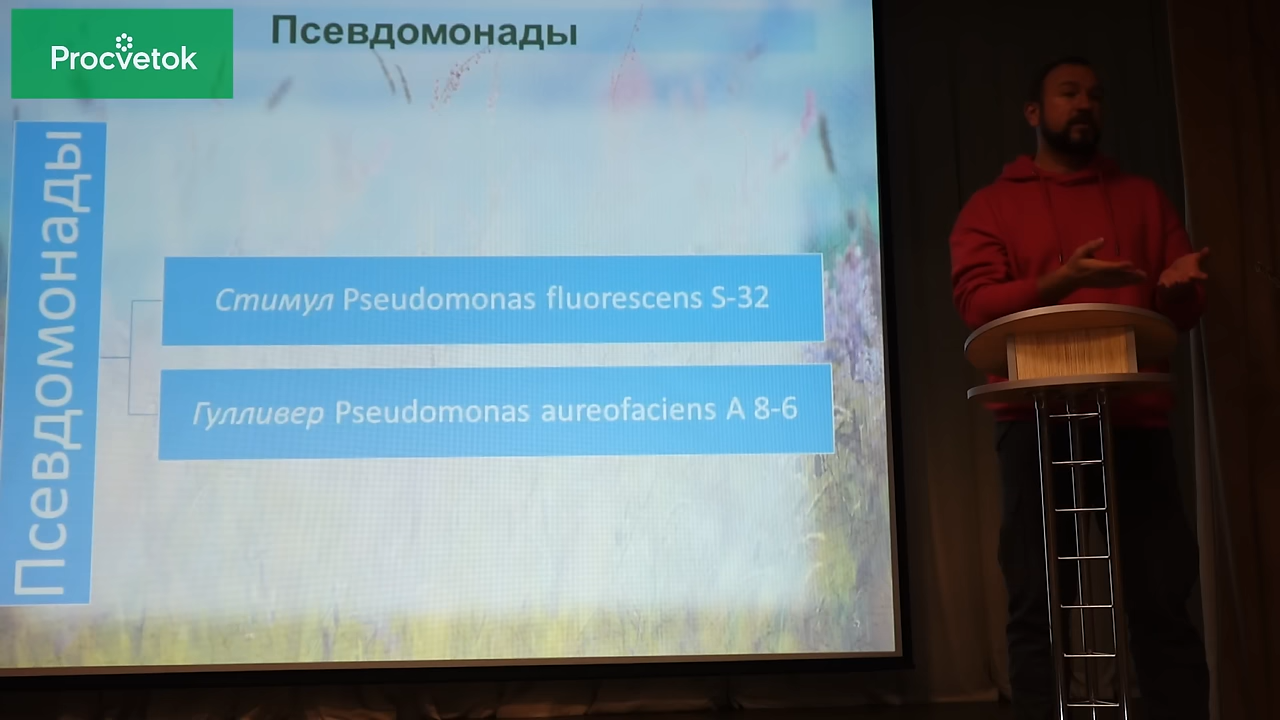 Procvetok
Псевдомонады
Псевдомонады
Стимул Pseudomonas fluorescens S-32
Гулливер Pseudomonas aureofaciens A 8-6